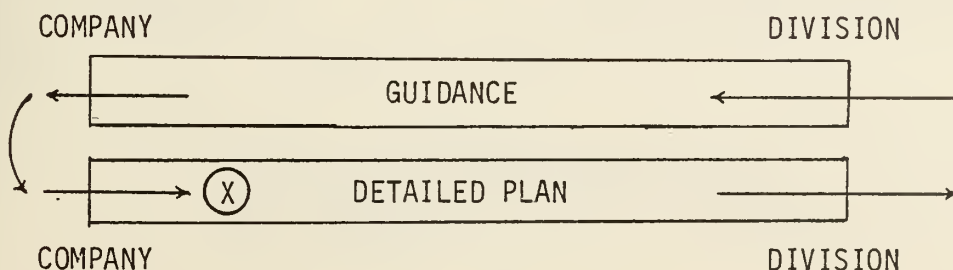 COMPANY DIVISION
GUIDANCE
X DETAILED PLAN
COMPANY DIVISION